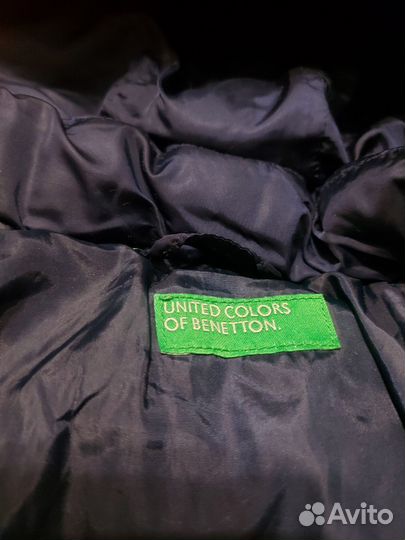 UNITED COLORS
OF BENETTON.
Avito